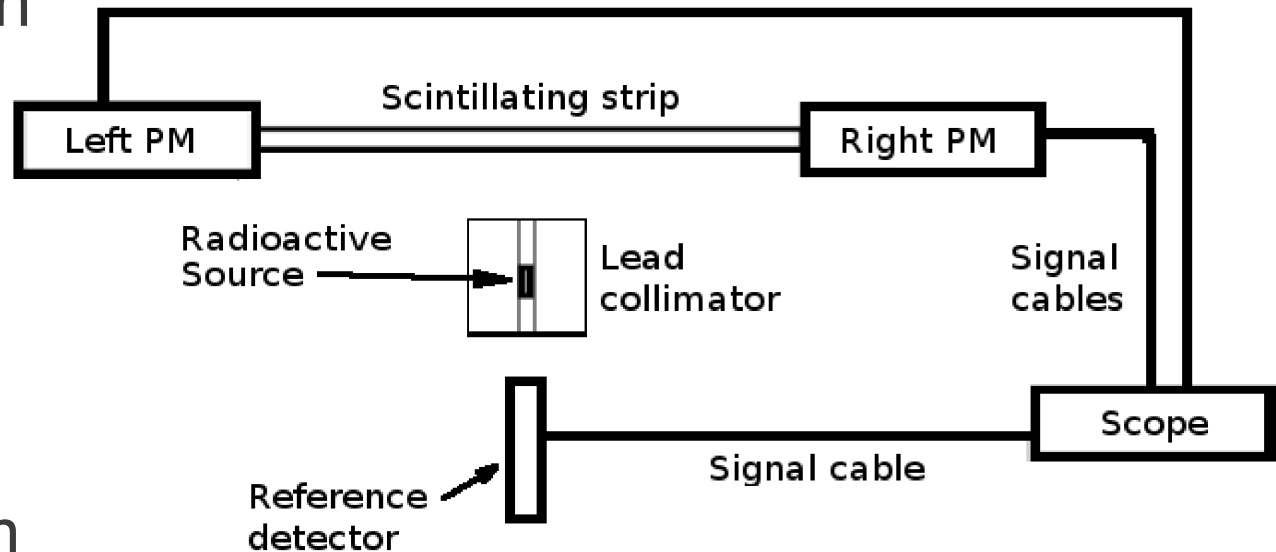 Scintillating strip
Left PM
Right PM
Radioactive
Source
Lead
collimator
Signal
cables
Scope
Signal cable
Reference
detector